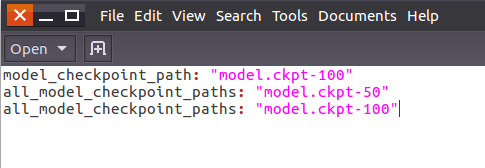 File Edit View Search Tools Documents Help
Open
model_checkpoint_path: "model.ckpt-100"
all_model_checkpoint_paths: "model.ckpt-50"
all_model_checkpoint_paths: "model.ckpt-100"